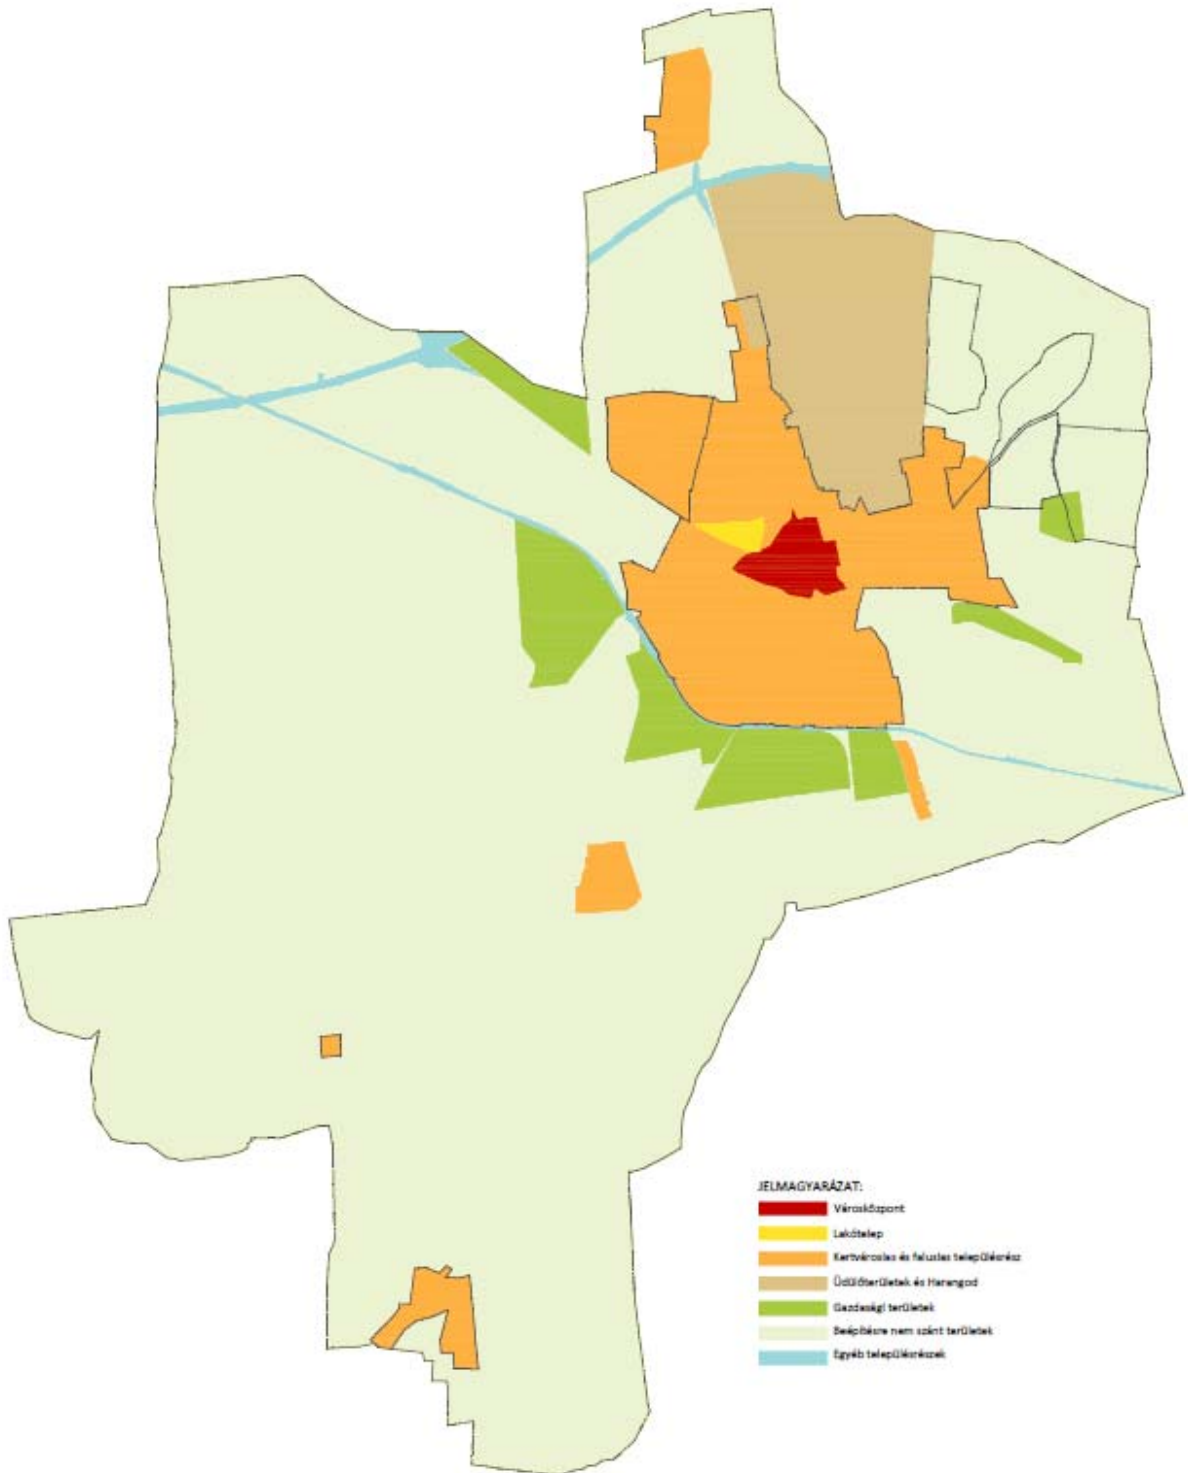 JELMAGYARÁZAT:
Városközpont
Lakótelep
Kertvárosias és falusias településrész
Üdülőterületek és Harangod
Gazdasági területek
Beépítésre nem szánt területek
Egyéb településrészek